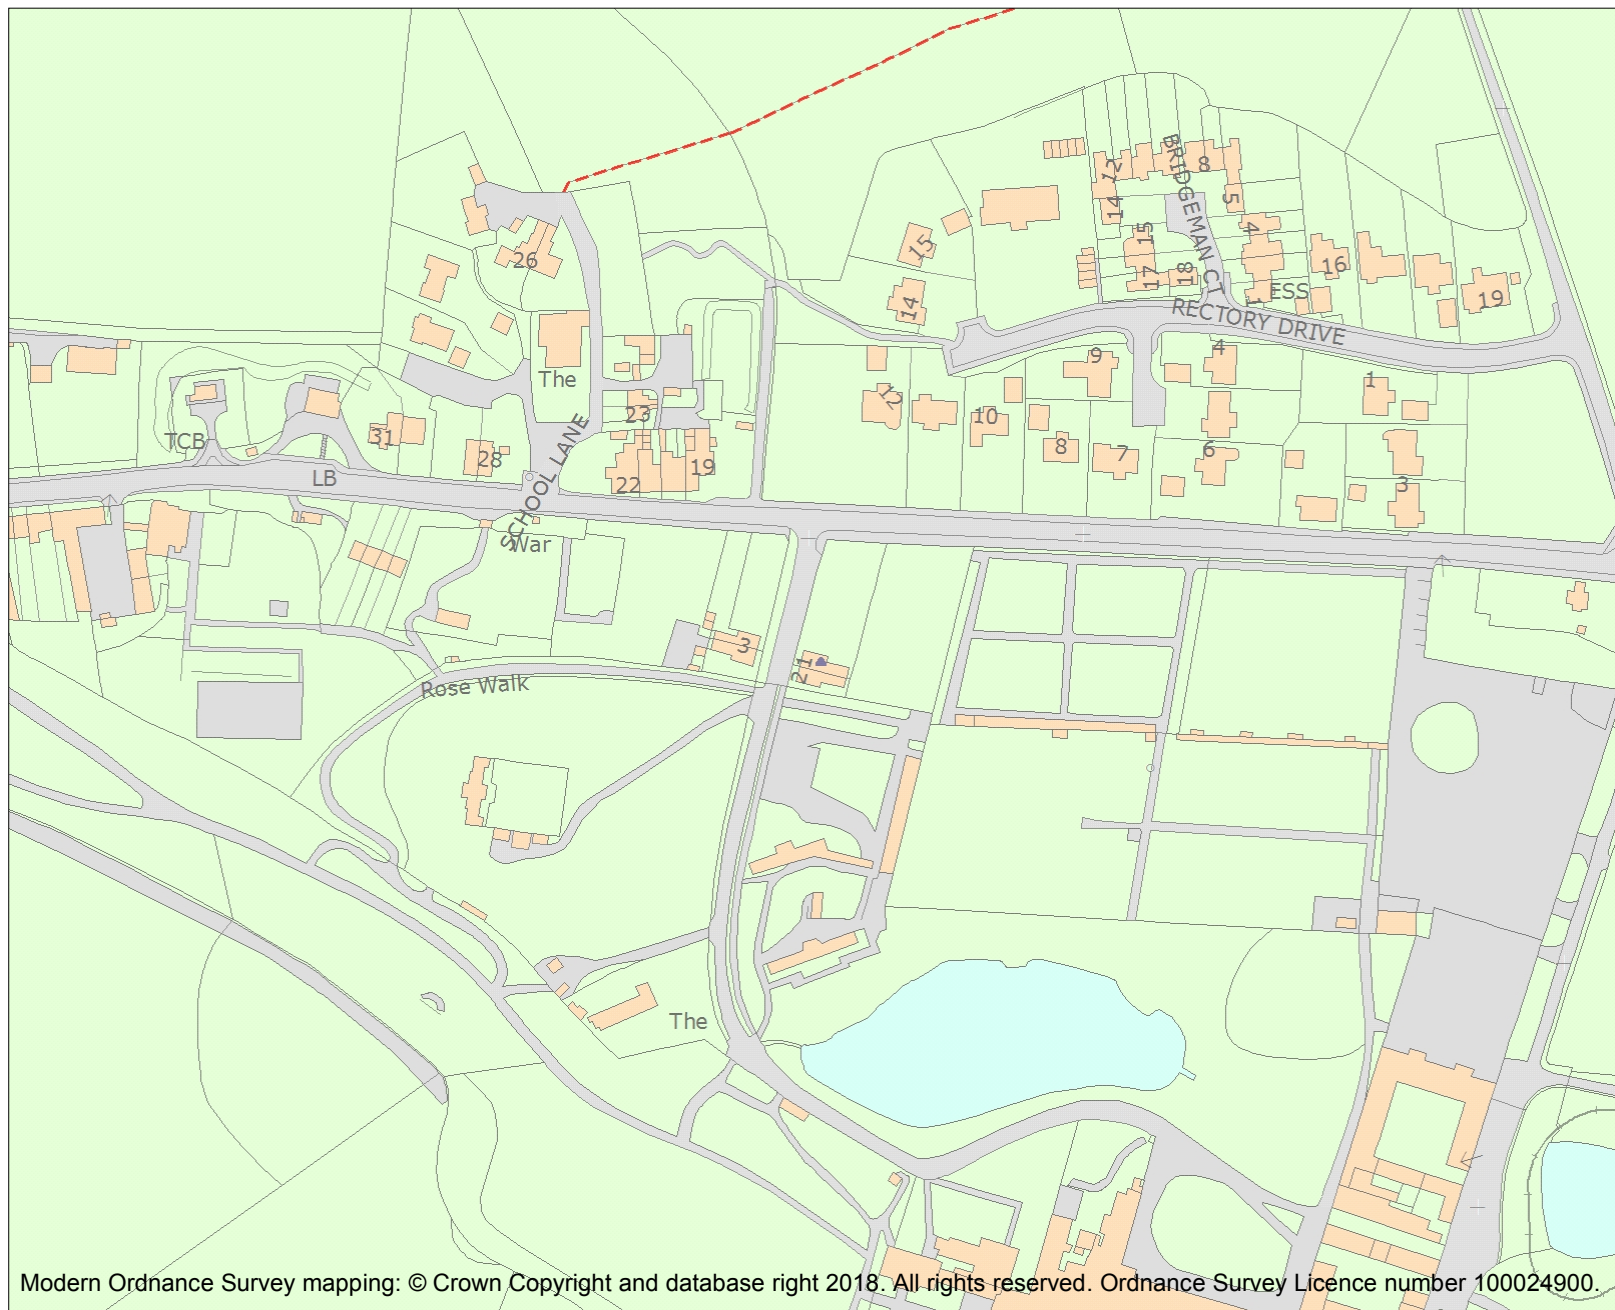 BRIDGEMAN CT
12
8
14
5
15
4
15
26
16
17
18
ESS
1
19
14
RECTORY DRIVE
4
9
The
1
12
23
10
TCB
31
8
7
6
28
19
3
LB
22
SCHOOL LANE
War
3
21
Rose Walk
The
Modern Ordnance Survey mapping: © Crown Copyright and database right 2018. All rights reserved. Ordnance Survey Licence number 100024900.